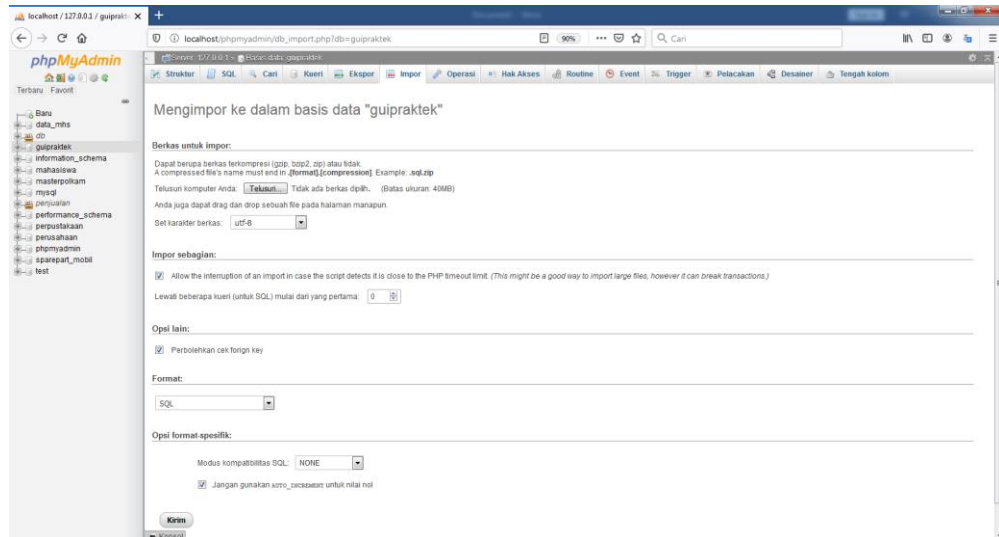 localhost / 127.0.0.1 / guiprakte
localhost/phpmyadmin/db_import.php?db=guipraktek
90%
Cari
phpMyAdmin
Terbaru Favorit
Baru
data_mhs
db
guipraktek
information_schema
mahasiswa
masterpolkam
mysql
penjualan
performance_schema
perpustakaan
perusahaan
phpmyadmin
sparepart_mobil
test
Server: 127.0.0.1 » Basis data: guipraktek
Struktur SQL Cari Kueri Ekspor Impor Operasi Hak Akses Routine Event Trigger Pelacakan Desainer Tengah kolom
Mengimpor ke dalam basis data "guipraktek"
Berkas untuk impor:
Dapat berupa berkas terkompresi (gzip, bzip2, zip) atau tidak.
A compressed file's name must end in .[format].[compression]. Example: .sql.zip
Telusuri komputer Anda: Telusuri... Tidak ada berkas dipilih. (Batas ukuran: 40MB)
Anda juga dapat drag dan drop sebuah file pada halaman manapun.
Set karakter berkas: utf-8
Impor sebagian:
Allow the interruption of an import in case the script detects it is close to the PHP timeout limit. (This might be a good way to import large files, however it can break transactions.)
Lewati beberapa kueri (untuk SQL) mulai dari yang pertama: 0
Opsi lain:
Perbolehkan cek forign key
Format:
SQL
Opsi format-spesifik:
Modus kompatibilitas SQL: NONE
Jangan gunakan AUTO_INCREMENT untuk nilai nol
Kirim
Konsol